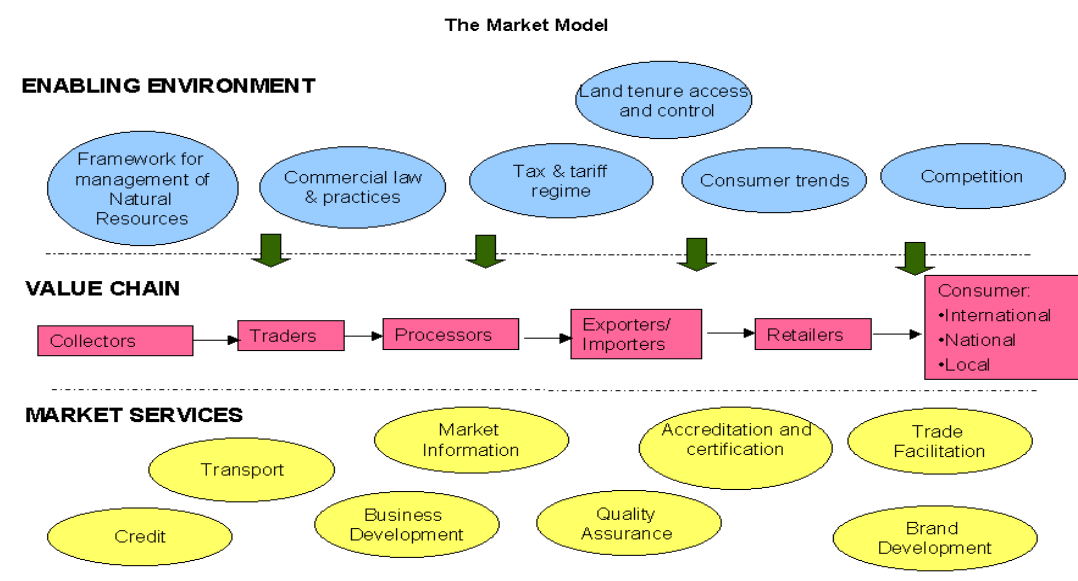 The Market Model
ENABLING ENVIRONMENT
Land tenure access
and control
Framework for
management of
Natural
Resources
Commercial law
& practices
Tax & tariff
regime
Consumer trends
Competition
VALUE CHAIN
Collectors
Traders
Processors
Exporters/
Importers
Retailers
Consumer:
•International
•National
•Local
MARKET SERVICES
Market
Information
Accreditation and
certification
Trade
Facilitation
Transport
Credit
Business
Development
Quality
Assurance
Brand
Development